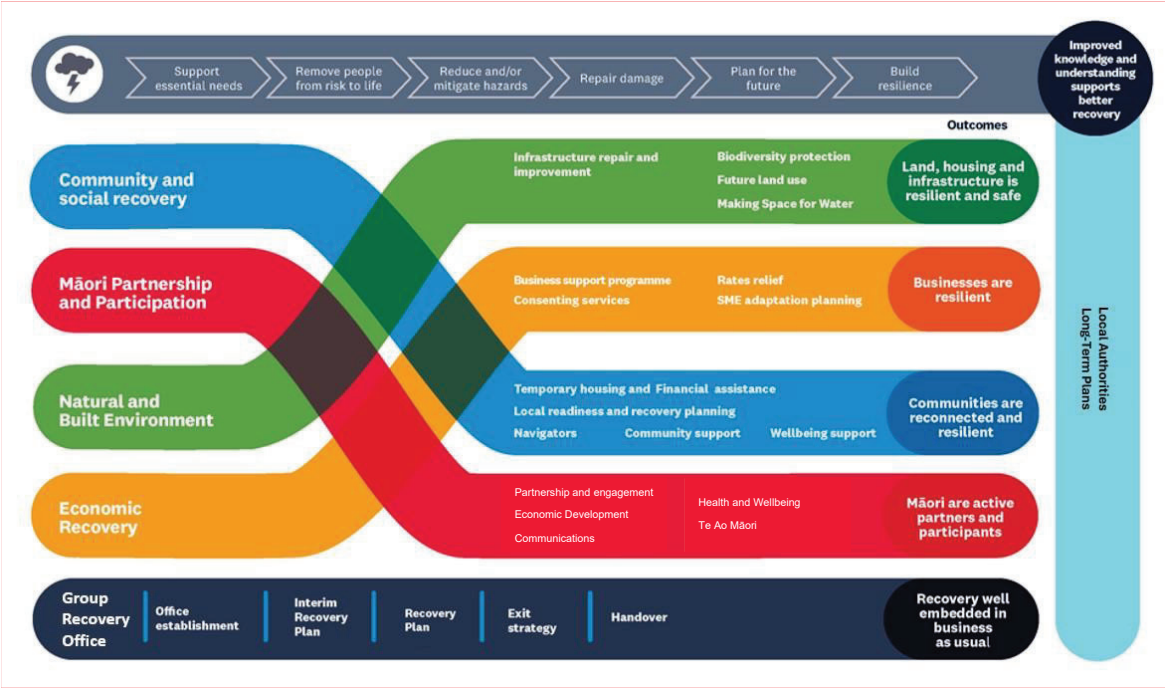 Support
essential needs
Remove people
from risk to life
Reduce and/or
mitigate hazards
Repair damage
Plan for the
future
Build
resilience
Improved
knowledge and
understanding
supports
better
recovery
Outcomes
Community and
social recovery
Māori Partnership
and Participation
Natural and
Built Environment
Economic
Recovery
Infrastructure repair and
improvement
Biodiversity protection
Future land use
Making Space for Water
Land, housing and
infrastructure is
resilient and safe
Business support programme
Consenting services
Rates relief
SME adaptation planning
Businesses are
resilient
Temporary housing and Financial assistance
Local readiness and recovery planning
Navigators
Community support
Wellbeing support
Communities are
reconnected and
resilient
Partnership and engagement
Economic Development
Communications
Health and Wellbeing
Te Ao Māori
Māori are active
partners and
participants
Local Authorities
Long-Term Plans
Group
Recovery
Office
Office
establishment
Interim
Recovery
Plan
Recovery
Plan
Exit
strategy
Handover
Recovery well
embedded in
business
as usual